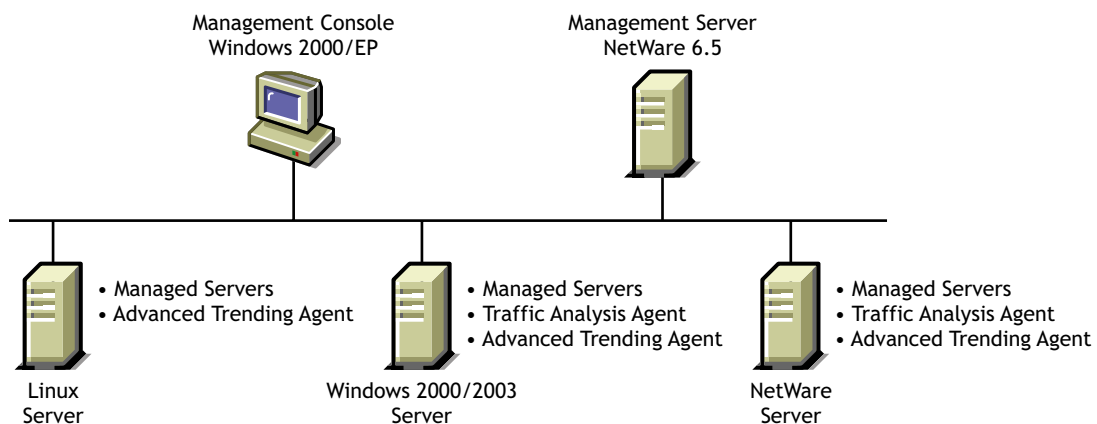 Management Console
Windows 2000/EP
Management Server
NetWare 6.5
• Managed Servers
• Advanced Trending Agent
Linux
Server
• Managed Servers
• Traffic Analysis Agent
• Advanced Trending Agent
Windows 2000/2003
Server
• Managed Servers
• Traffic Analysis Agent
• Advanced Trending Agent
NetWare
Server